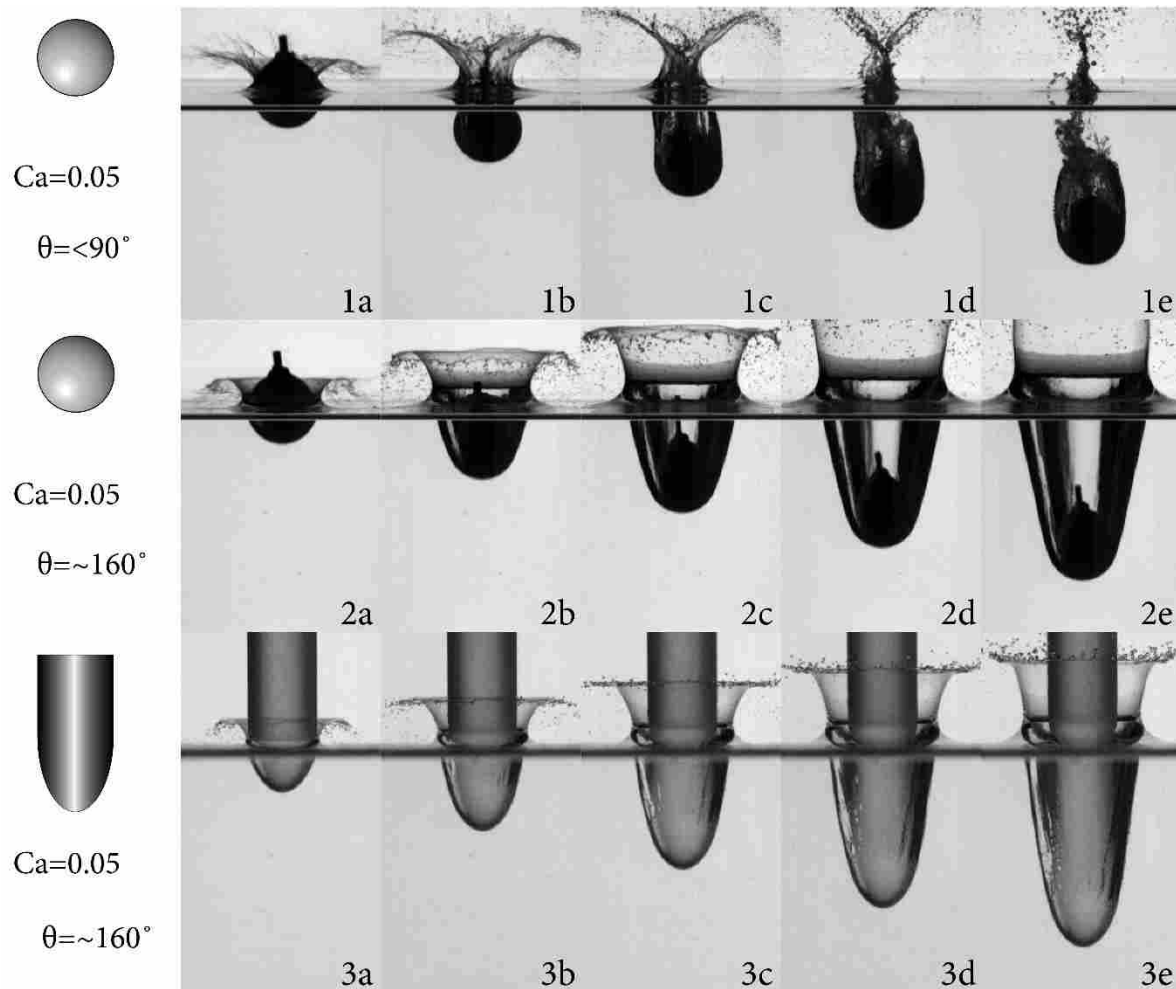 Ca=0.05
θ=<90°
1a 1b 1c 1d 1e
Ca=0.05
θ=~160°
2a 2b 2c 2d 2e
Ca=0.05
θ=~160°
3a 3b 3c 3d 3e